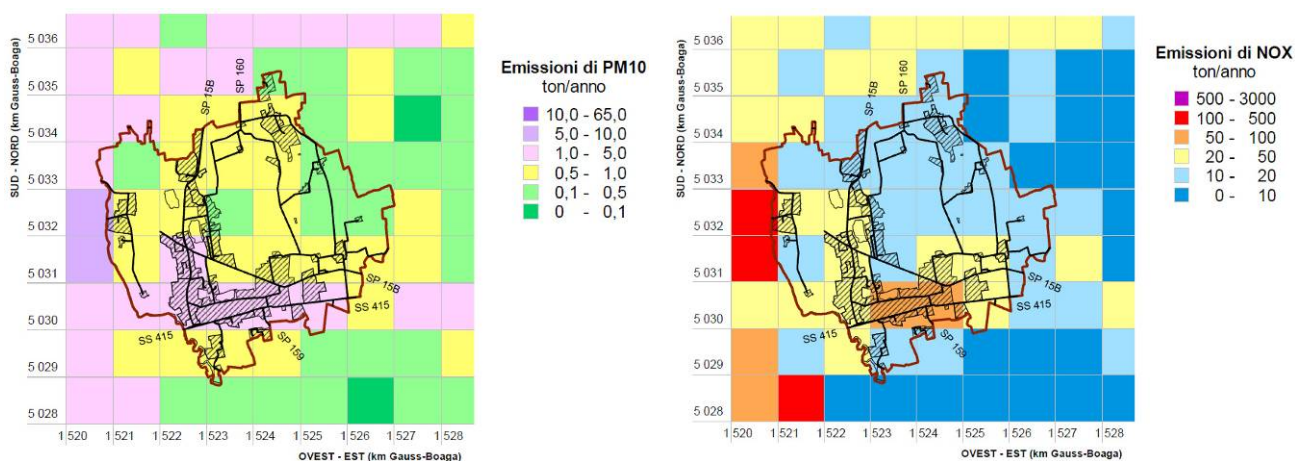 SUD - NORD (km Gauss-Boaga)
5 036
5 035
5 034
5 033
5 032
5 031
5 030
5 029
5 028
SP 15B
SP 160
SP 15B
SS 415
SS 415
SP 159
1 520
1 521
1 522
1 523
1 524
1 525
1 526
1 527
1 528
OVEST - EST (km Gauss-Boaga)
Emissioni di PM10
ton/anno
10,0 - 65,0
5,0 - 10,0
1,0 - 5,0
0,5 - 1,0
0,1 - 0,5
0 - 0,1
SUD - NORD (km Gauss-Boaga)
5 036
5 035
5 034
5 033
5 032
5 031
5 030
5 029
5 028
SP 15B
SP 160
SP 15B
SS 415
SS 415
SP 159
1 520
1 521
1 522
1 523
1 524
1 525
1 526
1 527
1 528
OVEST - EST (km Gauss-Boaga)
Emissioni di NOX
ton/anno
500 - 3000
100 - 500
50 - 100
20 - 50
10 - 20
0 - 10